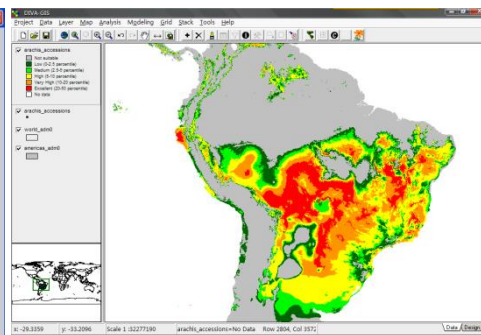 DIVA-GIS
Project Data Layer Map Analysis Modeling Grid Stack Tools Help
arachis_accessions
Not suitable
Low (0-2.5 percentile)
Medium (2.5-5 percentile)
High (5-10 percentile)
Very High (10-20 percentile)
Excellent (20-50 percentile)
No data
arachis_accessions
world_adm0
americas_adm0
x: -29.3359 y: -33.2096 Scale 1 :32277190 arachis_accessions=No Data Row 2804, Col 3572
Data Design